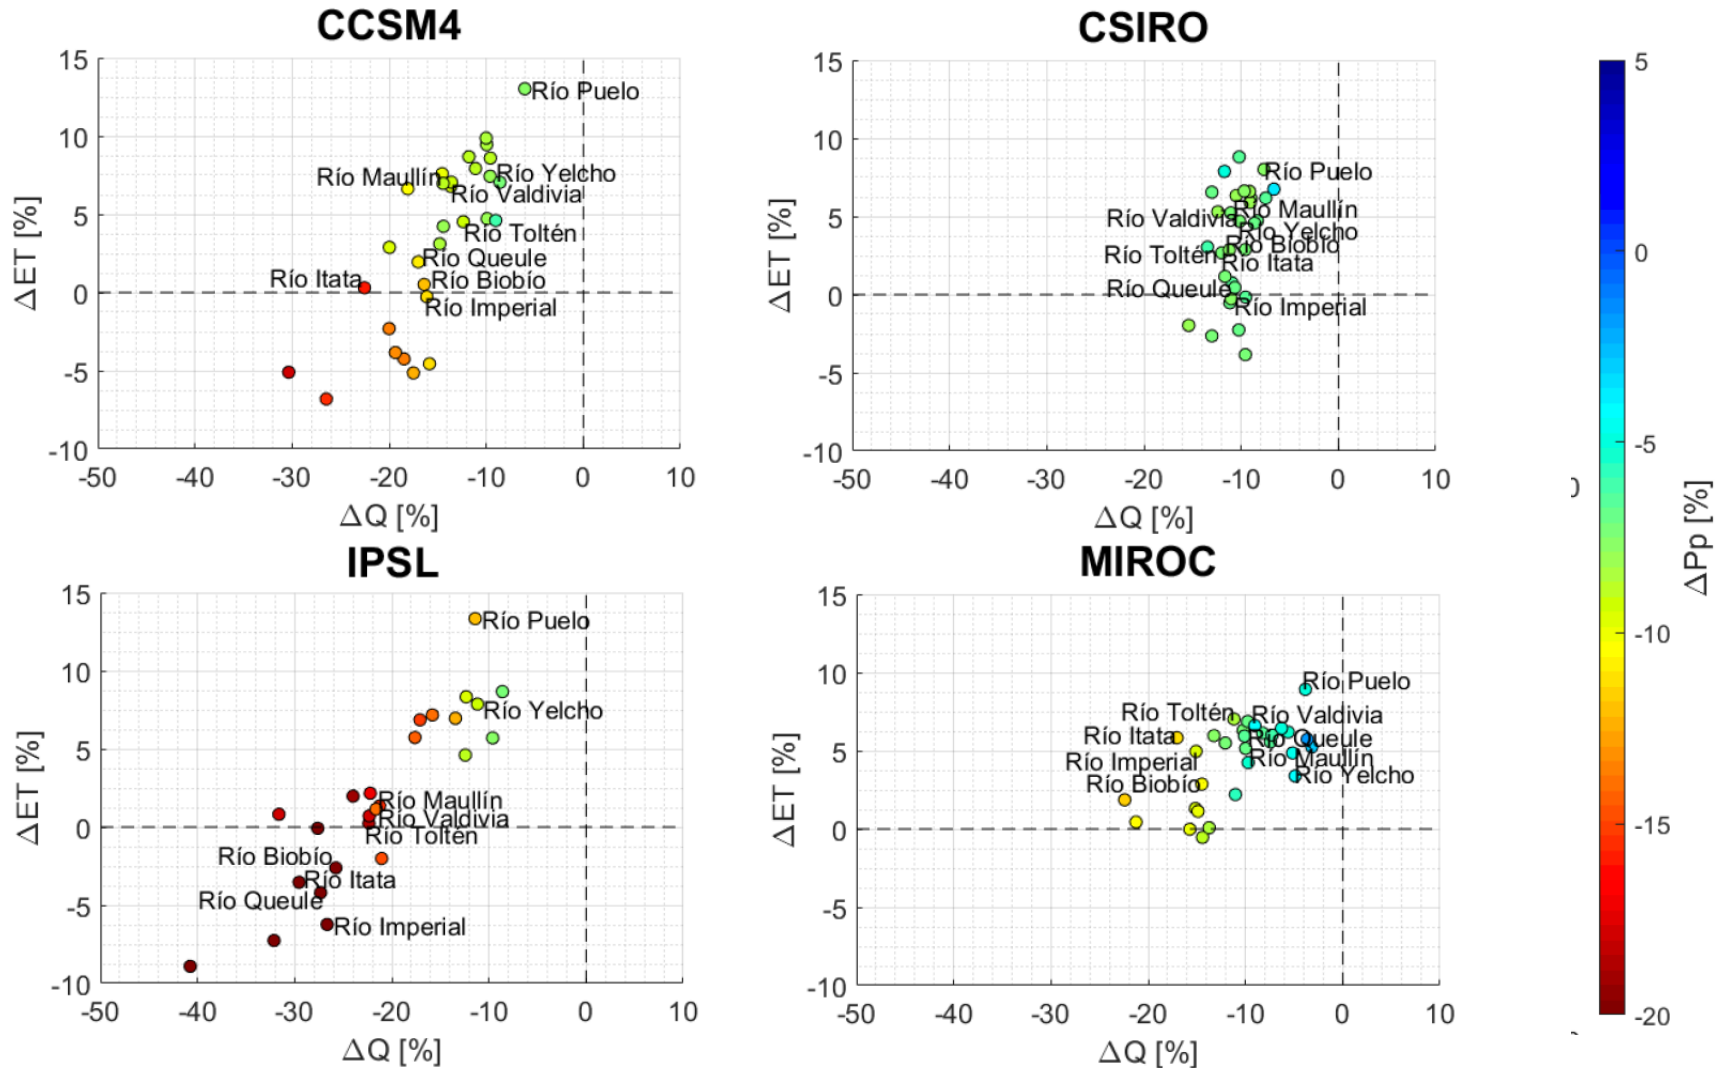 CCSM4
15
10
5
0
-5
-10
ΔET [%]
Río Puelo
Río Maullín
Río Yelcho
Río Valdivia
Río Toltén
Río Queule
Río Itata
Río Biobío
Río Imperial
-50 -40 -30 -20 -10 0 10
ΔQ [%]
CSIRO
15
10
5
0
-5
-10
ΔET [%]
Río Puelo
Río Valdivia
Río Maullín
Río Yelcho
Río Biobío
Río Toltén
Río Itata
Río Queule
Río Imperial
-50 -40 -30 -20 -10 0 10
ΔQ [%]
IPSL
15
10
5
0
-5
-10
ΔET [%]
Río Puelo
Río Yelcho
Río Maullín
Río Valdivia
Río Toltén
Río Biobío
Río Itata
Río Queule
Río Imperial
-50 -40 -30 -20 -10 0 10
ΔQ [%]
MIROC
15
10
5
0
-5
-10
ΔET [%]
Río Puelo
Río Toltén
Río Valdivia
Río Itata
Río Queule
Río Imperial
Río Maullín
Río Biobío
Río Yelcho
-50 -40 -30 -20 -10 0 10
ΔQ [%]
5
0
-5
-10
-15
-20
ΔPp [%]